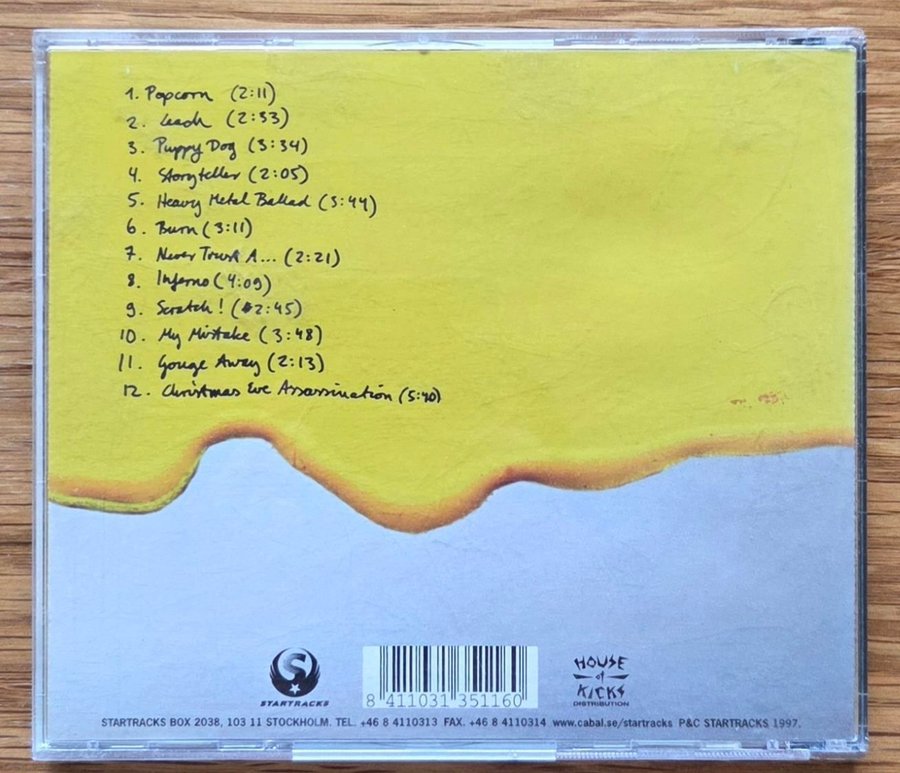 1. Popcorn (2:11)
2. Leach (2:33)
3. Puppy Dog (3:34)
4. Storyteller (2:05)
5. Heavy Metal Ballad (3:44)
6. Burn (3:11)
7. Never Trust A... (2:21)
8. Inferno (4:09)
9. Scratch! (2:45)
10. My Mistake (3:48)
11. Gouge Away (2:13)
12. Christmas Eve Assassination (5:40)
S
STARTRACKS
8 411031 351160
HOUSE
of
KICKS
DISTRIBUTION
STARTRACKS BOX 2038, 103 11 STOCKHOLM. TEL. +46 8 4110313 FAX. +46 8 4110314 www.cabal.se/startracks P&C STARTRACKS 1997.